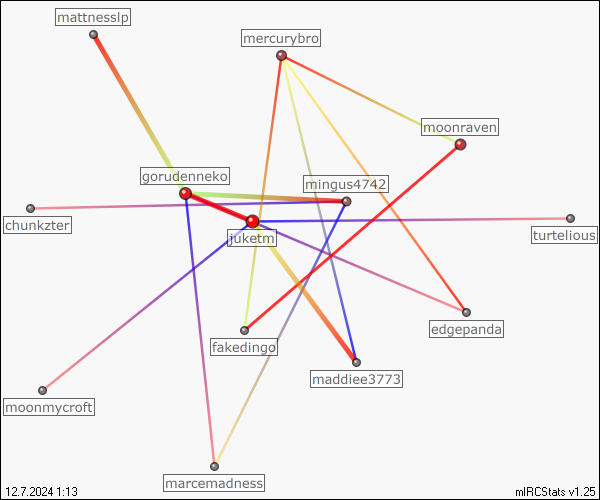 mattnesslp
mercurybro
moonraven
gorudenneko
mingus4742
chunkzter
juketm
turtelious
edgepanda
fakedingo
maddiee3773
moonmycroft
marcemadness
12.7.2024 1:13
mIRCStats v1.25